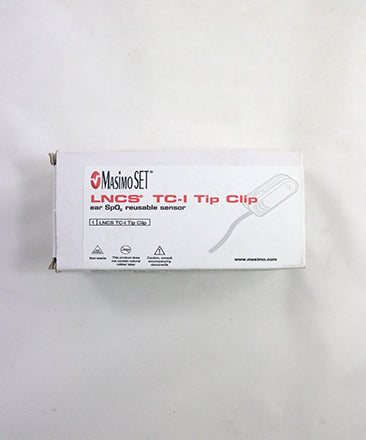 Masimo SET®
LNCS® TC-I Tip Clip
ear SpO₂ reusable sensor
1 LNCS TC-I Tip Clip
Non-sterile
This product does
not contain natural
rubber latex
Caution, consult
accompanying
documents
www.masimo.com